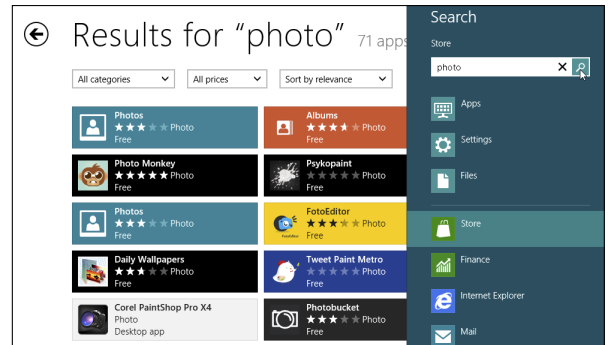 Results for “photo” 71 apps
All categories
All prices
Sort by relevance
Photos
Photo
Free
Albums
Photo
Free
Photo Monkey
Photo
Free
Psykopaint
Photo
Free
Photos
Photo
Free
FotoEditor
Photo
Free
Daily Wallpapers
Photo
Free
Tweet Paint Metro
Photo
Free
Corel PaintShop Pro X4
Photo
Desktop app
Photobucket
Photo
Free
Search
Store
photo
Apps
Settings
Files
Store
Finance
Internet Explorer
Mail